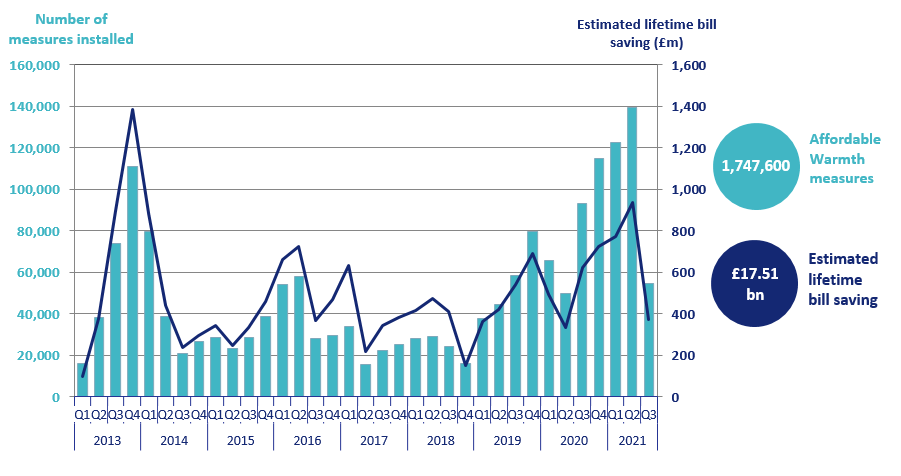 Number of
measures installed
Estimated lifetime bill
saving (£m)
160,000
140,000
120,000
100,000
80,000
60,000
40,000
20,000
0
1,600
1,400
1,200
1,000
800
600
400
200
0
Q1 Q2 Q3 Q4 Q1 Q2 Q3 Q4 Q1 Q2 Q3 Q4 Q1 Q2 Q3 Q4 Q1 Q2 Q3 Q4 Q1 Q2 Q3 Q4 Q1 Q2 Q3 Q4 Q1 Q2 Q3 Q4 Q1 Q2 Q3
2013 2014 2015 2016 2017 2018 2019 2020 2021
1,747,600
Affordable
Warmth
measures
£17.51
bn
Estimated
lifetime
bill saving